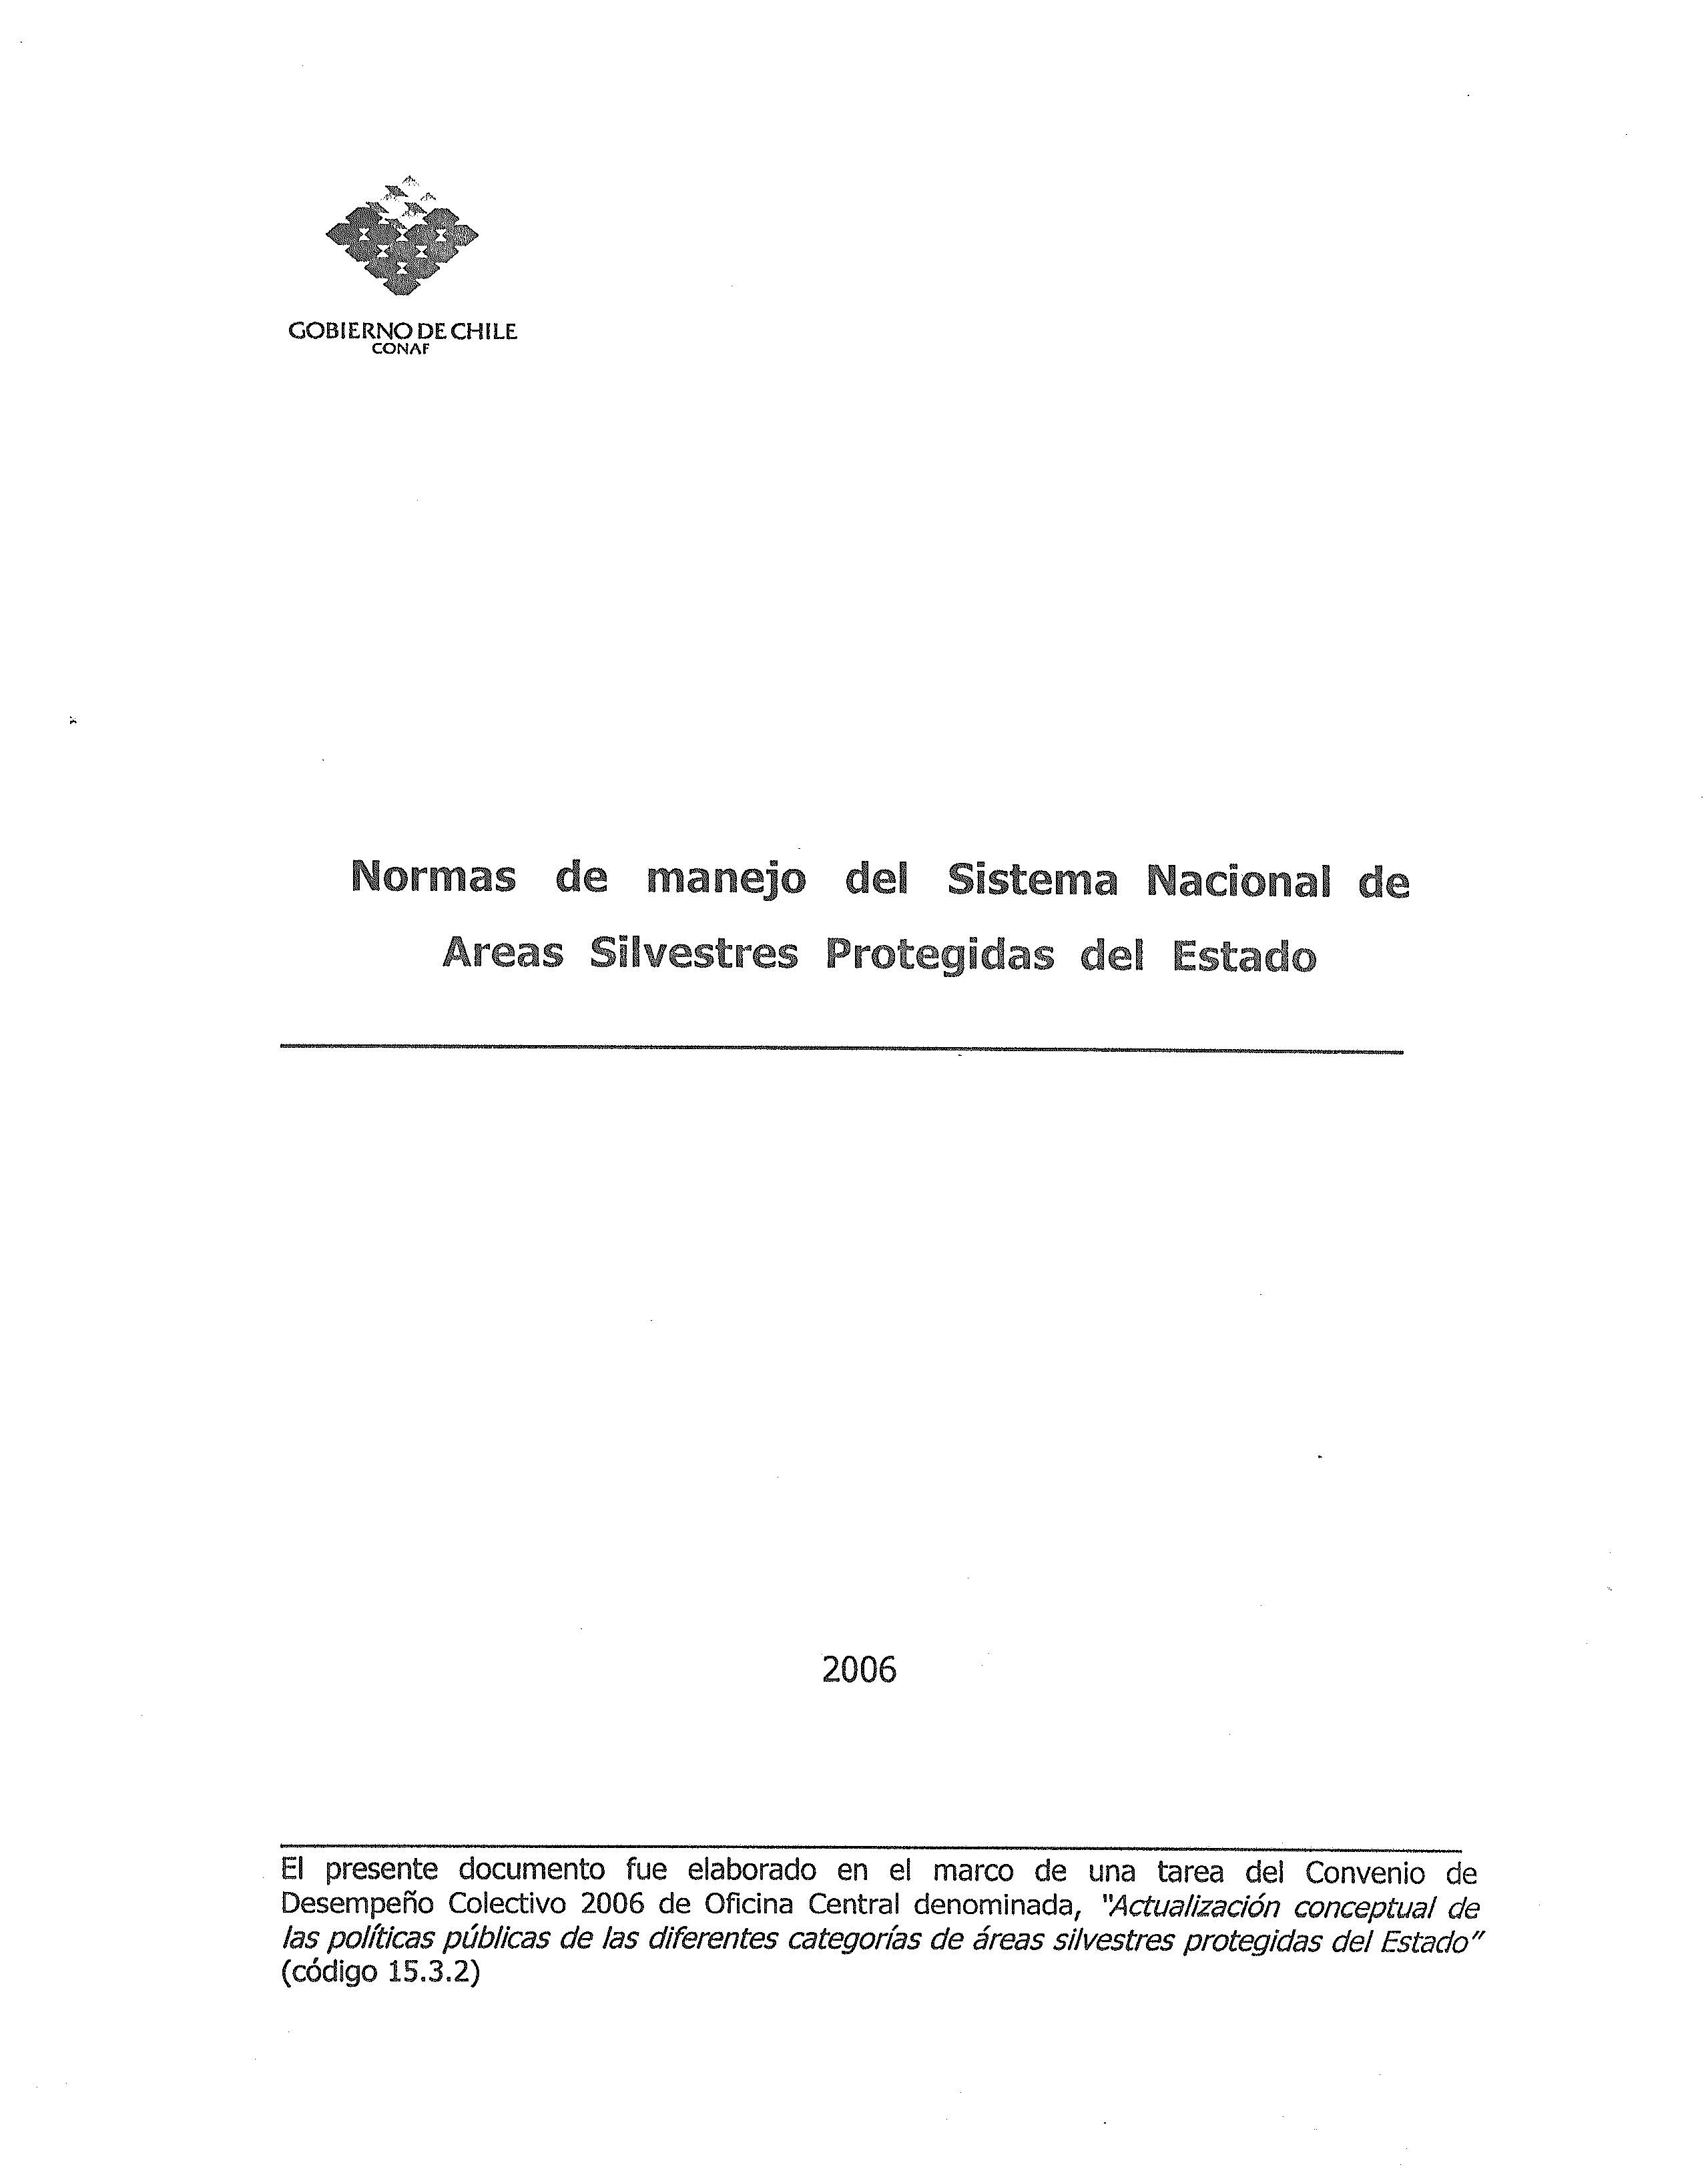 GOBIERNO DE CHILE
CONAF
Normas de manejo del Sistema Nacional de
Areas Silvestres Protegidas del Estado
2006
El presente documento fue elaborado en el marco de una tarea del Convenio de
Desempeño Colectivo 2006 de Oficina Central denominada, "Actualización conceptual de
las políticas públicas de las diferentes categorías de áreas silvestres protegidas del Estado"
(código 15.3.2)